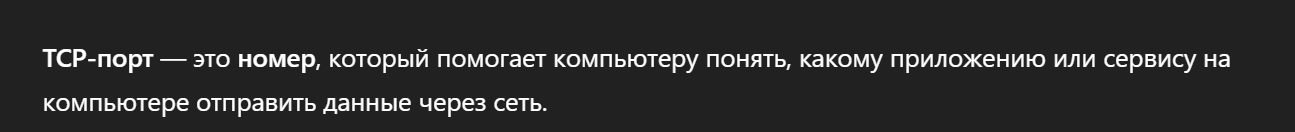 TCP-порт — это номер, который помогает компьютеру понять, какому приложению или сервису на
компьютере отправить данные через сеть.